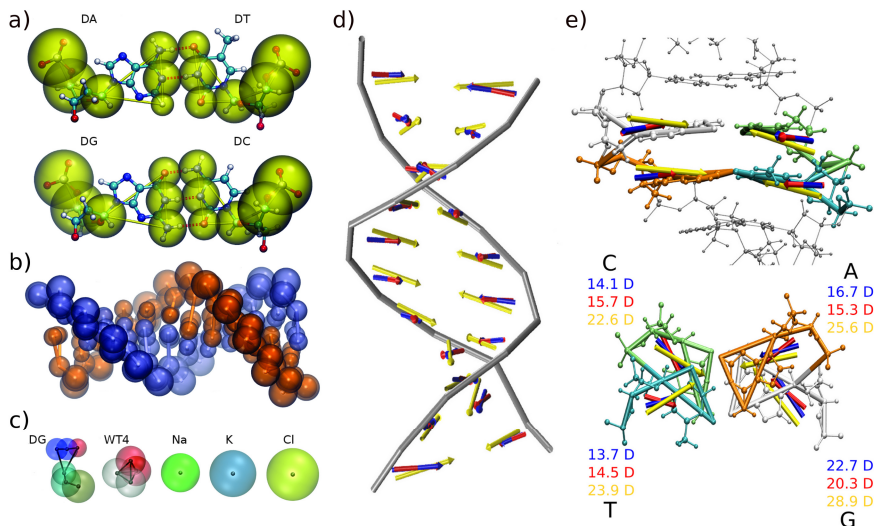 a)
DA
DT
DG
DC
b)
c)
DG
WT4
Na
K
Cl
d)
e)
C
14.1 D
15.7 D
22.6 D
A
16.7 D
15.3 D
25.6 D
13.7 D
14.5 D
23.9 D
T
22.7 D
20.3 D
28.9 D
G